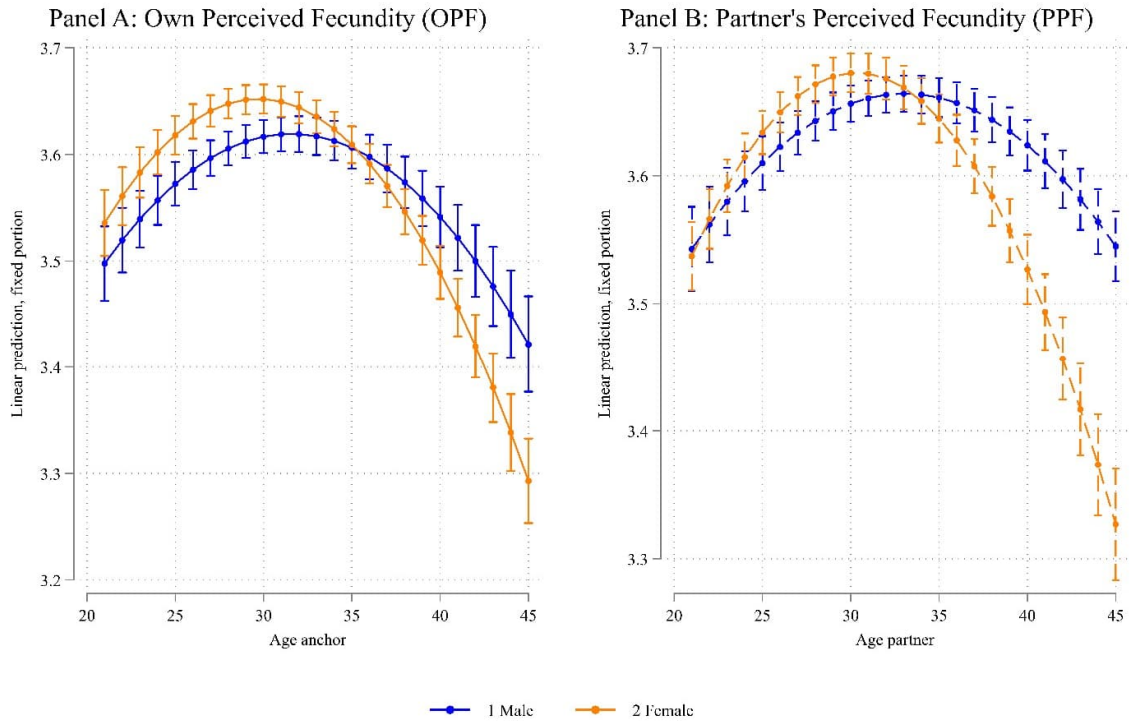 Panel A: Own Perceived Fecundity (OPF)
3.7
3.6
3.5
3.4
3.3
3.2
Linear prediction, fixed portion
20 25 30 35 40 45
Age anchor
Panel B: Partner's Perceived Fecundity (PPF)
3.7
3.6
3.5
3.4
3.3
Linear prediction, fixed portion
20 25 30 35 40 45
Age partner
1 Male 2 Female